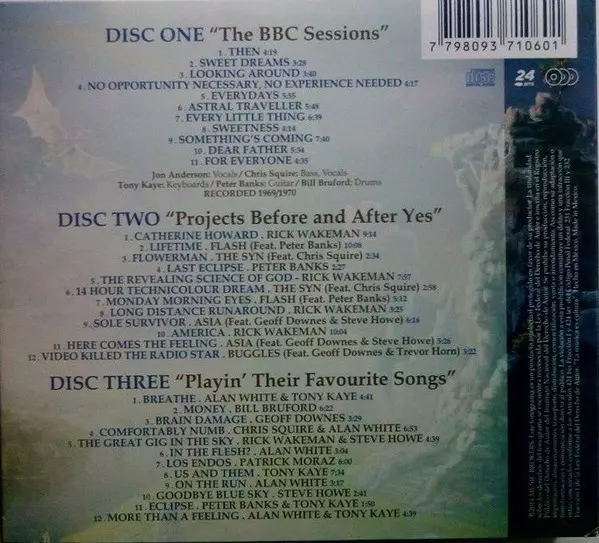 DISC ONE "The BBC Sessions"
1 . THEN 4:19
2 . SWEET DREAMS 3:28
3 . LOOKING AROUND 3:40
4 . NO OPPORTUNITY NECESSARY, NO EXPERIENCE NEEDED 4:17
5 . EVERYDAYS 5:35
6 . ASTRAL TRAVELLER 5:48
7 . EVERY LITTLE THING 6:39
8 . SWEETNESS 4:14
9 . SOMETHING'S COMING 7:40
10 . DEAR FATHER 5:34
11 . FOR EVERYONE 4:35
Jon Anderson: Vocals / Chris Squire: Bass, Vocals
Tony Kaye: Keyboards / Peter Banks: Guitar / Bill Bruford: Drums
RECORDED 1969/1970
DISC TWO "Projects Before and After Yes"
1 . CATHERINE HOWARD . RICK WAKEMAN 9:14
2 . LIFETIME . FLASH (Feat. Peter Banks) 10:08
3 . FLOWERMAN . THE SYN (Feat. Chris Squire) 2:34
4 . LAST ECLIPSE . PETER BANKS 2:27
5 . THE REVEALING SCIENCE OF GOD - RICK WAKEMAN 7:57
6 . 14 HOUR TECHNICOLOUR DREAM . THE SYN (Feat. Chris Squire) 2:58
7 . MONDAY MORNING EYES . FLASH (Feat. Peter Banks) 5:12
8 . LONG DISTANCE RUNAROUND . RICK WAKEMAN 3:25
9 . SOLE SURVIVOR . ASIA (Feat. Geoff Downes & Steve Howe) 6:18
10 . AMERICA . RICK WAKEMAN 10:04
11 . HERE COMES THE FEELING . ASIA (Feat. Geoff Downes & Steve Howe) 5:26
12 . VIDEO KILLED THE RADIO STAR . BUGGLES (Feat. Geoff Downes & Trevor Horn) 3:22
DISC THREE "Playin' Their Favourite Songs"
1 . BREATHE . ALAN WHITE & TONY KAYE 4:41
2 . MONEY . BILL BRUFORD 6:22
3 . BRAIN DAMAGE . GEOFF DOWNES 3:29
4 . COMFORTABLY NUMB . CHRIS SQUIRE & ALAN WHITE 6:53
5 . THE GREAT GIG IN THE SKY . RICK WAKEMAN & STEVE HOWE 4:39
6 . IN THE FLESH? . ALAN WHITE 3:04
7 . LOS ENDOS . PATRICK MORAZ 6:00
8 . US AND THEM . TONY KAYE 7:34
9 . ON THE RUN . ALAN WHITE 3:17
10 . GOODBYE BLUE SKY . STEVE HOWE 2:41
11 . ECLIPSE . PETER BANKS & TONY KAYE 1:50
12 . MORE THAN A FEELING . ALAN WHITE & TONY KAYE 4:39
7 798093 710601
24
BITS